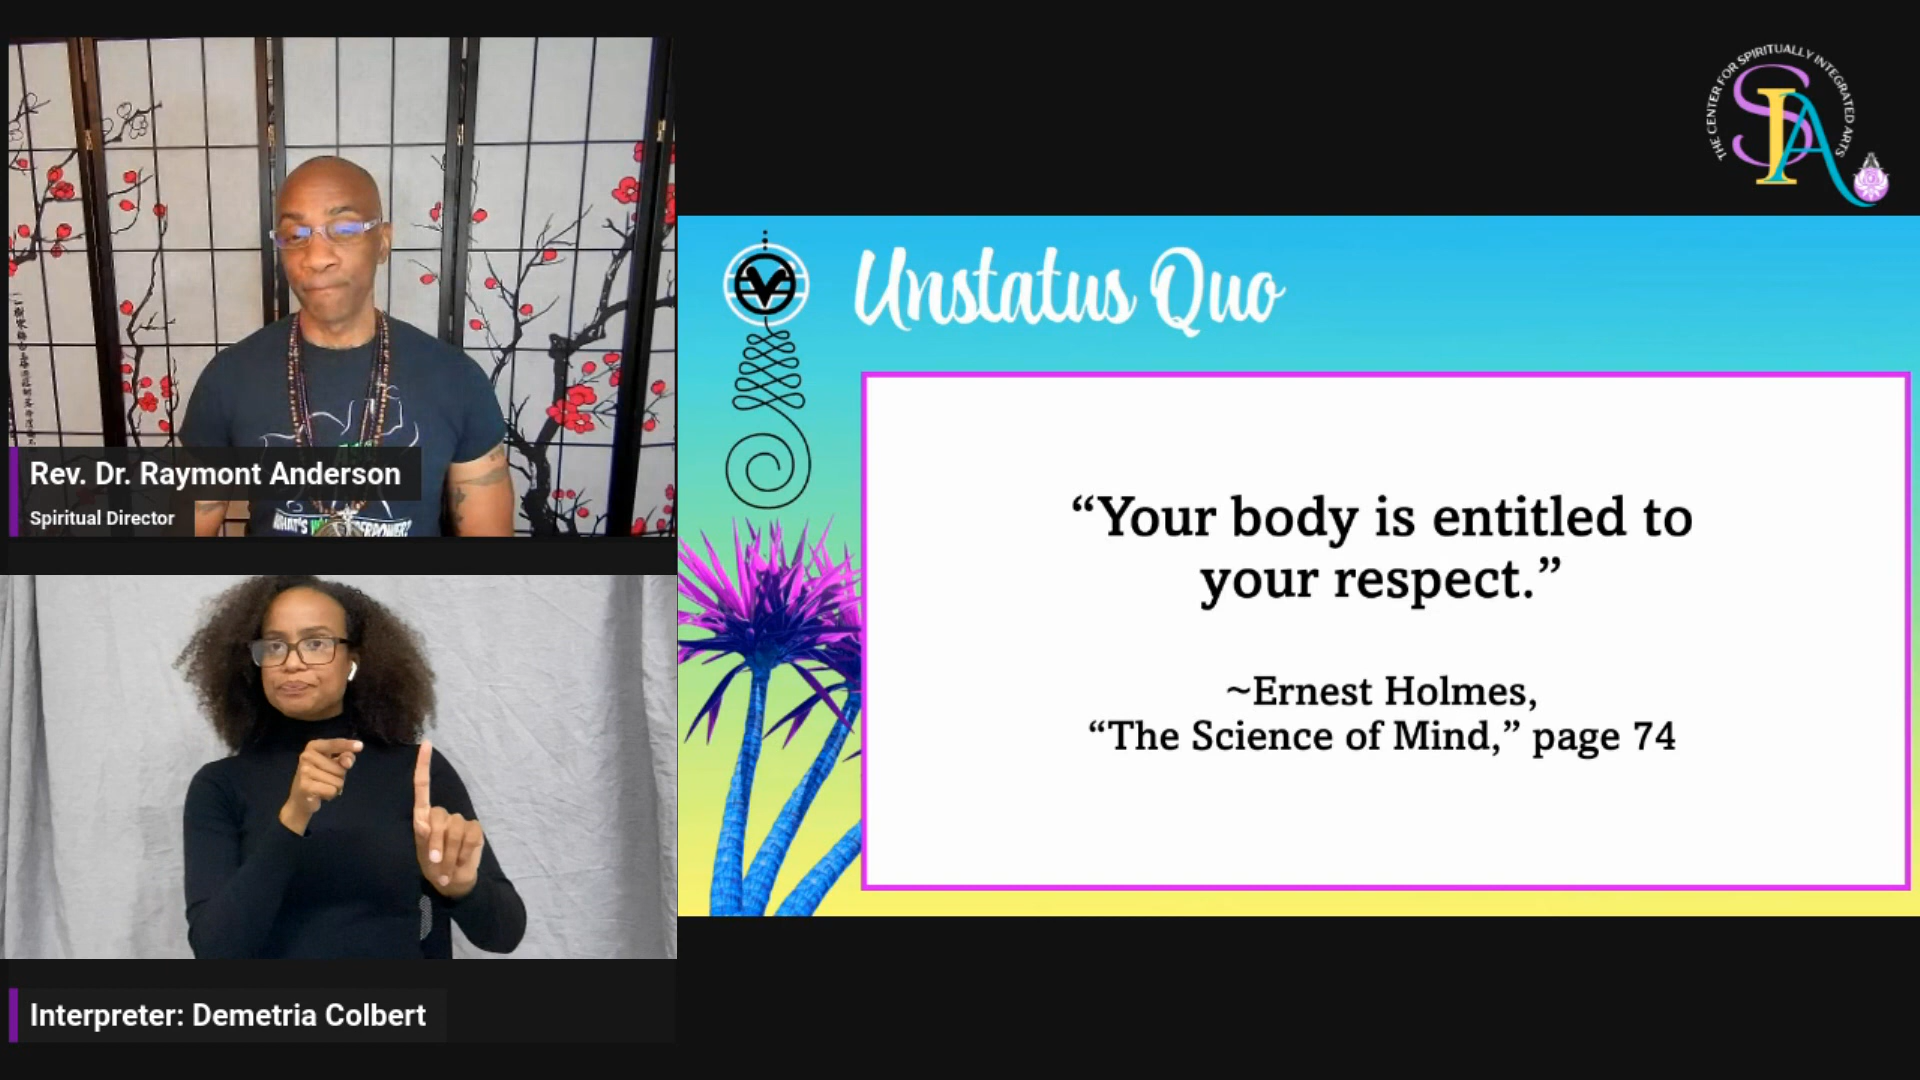 THE CENTER FOR SPIRITUALLY INTEGRATED ARTS
SIA
Unstatus Quo
“Your body is entitled to
your respect.”
~Ernest Holmes,
“The Science of Mind,” page 74
Rev. Dr. Raymont Anderson
Spiritual Director
Interpreter: Demetria Colbert